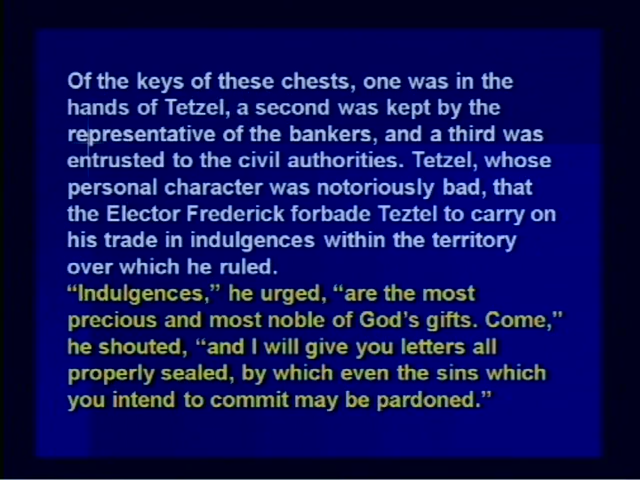 Of the keys of these chests, one was in the
hands of Tetzel, a second was kept by the
representative of the bankers, and a third was
entrusted to the civil authorities. Tetzel, whose
personal character was notoriously bad, that
the Elector Frederick forbade Teztel to carry on
his trade in indulgences within the territory
over which he ruled.
“Indulgences,” he urged, “are the most
precious and most noble of God’s gifts. Come,”
he shouted, “and I will give you letters all
properly sealed, by which even the sins which
you intend to commit may be pardoned.”